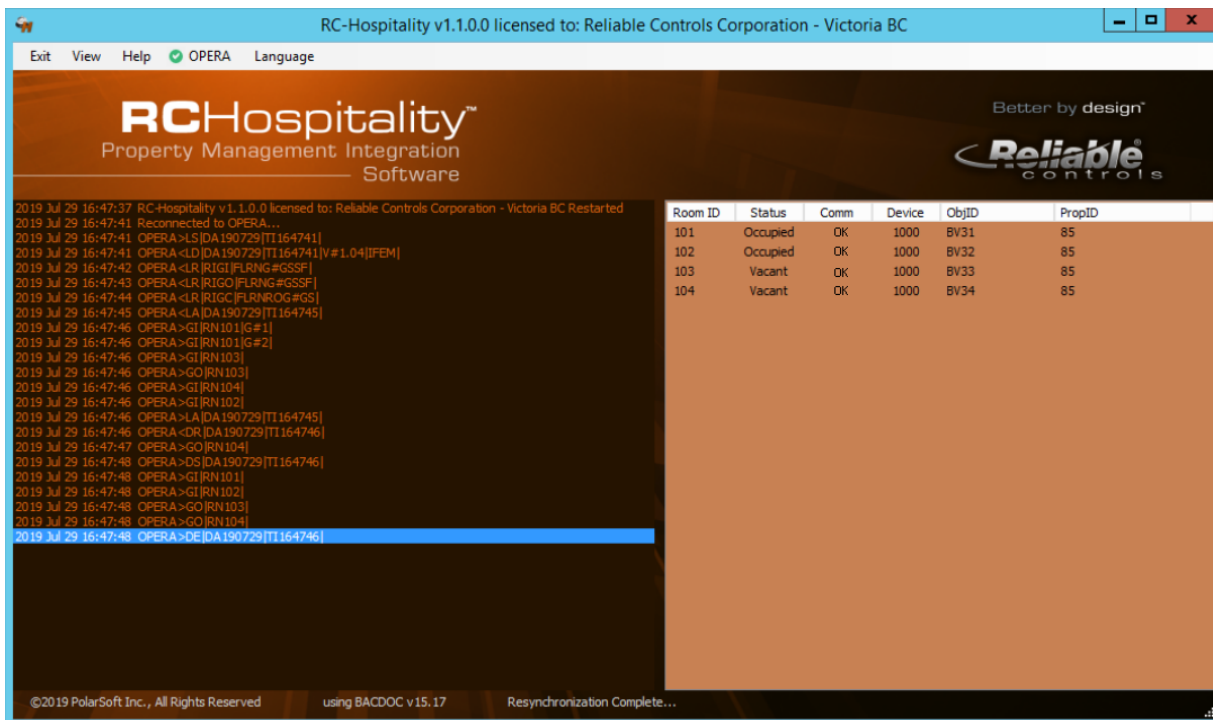 RC-Hospitality v1.1.0.0 licensed to: Reliable Controls Corporation - Victoria BC
Exit View Help OPERA Language
RCHospitality™
Property Management Integration
Software
Better by design™
Reliable®
controls
2019 Jul 29 16:47:37 RC-Hospitality v1.1.0.0 licensed to: Reliable Controls Corporation - Victoria BC Restarted
2019 Jul 29 16:47:41 Reconnected to OPERA...
2019 Jul 29 16:47:41 OPERA>LS|DA190729|TI164741|
2019 Jul 29 16:47:41 OPERA<LD|DA190729|TI164741|V#1.04|IFEM|
2019 Jul 29 16:47:42 OPERA<LR|RIGI|FLRNG#GSSF|
2019 Jul 29 16:47:43 OPERA<LR|RIGO|FLRNG#GSSF|
2019 Jul 29 16:47:44 OPERA<LR|RIGC|FLRNROG#GS|
2019 Jul 29 16:47:45 OPERA<LA|DA190729|TI164745|
2019 Jul 29 16:47:46 OPERA>GI|RN101|G#1|
2019 Jul 29 16:47:46 OPERA>GI|RN101|G#2|
2019 Jul 29 16:47:46 OPERA>GI|RN103|
2019 Jul 29 16:47:46 OPERA>GO|RN103|
2019 Jul 29 16:47:46 OPERA>GI|RN104|
2019 Jul 29 16:47:46 OPERA>GI|RN102|
2019 Jul 29 16:47:46 OPERA>LA|DA190729|TI164745|
2019 Jul 29 16:47:46 OPERA<DR|DA190729|TI164746|
2019 Jul 29 16:47:47 OPERA>GO|RN104|
2019 Jul 29 16:47:48 OPERA>DS|DA190729|TI164746|
2019 Jul 29 16:47:48 OPERA>GI|RN101|
2019 Jul 29 16:47:48 OPERA>GI|RN102|
2019 Jul 29 16:47:48 OPERA>GO|RN103|
2019 Jul 29 16:47:48 OPERA>GO|RN104|
2019 Jul 29 16:47:48 OPERA>DE|DA190729|TI164746|
Room ID Status Comm Device ObjID PropID
101 Occupied OK 1000 BV31 85
102 Occupied OK 1000 BV32 85
103 Vacant OK 1000 BV33 85
104 Vacant OK 1000 BV34 85
©2019 PolarSoft Inc., All Rights Reserved using BACDOC v15.17 Resynchronization Complete...